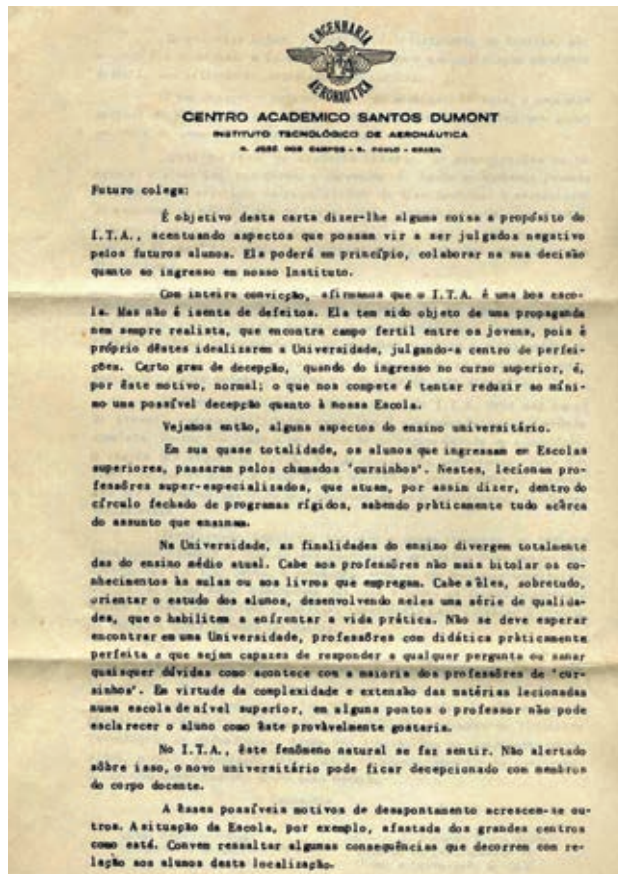 ENGENHARIA
ITA
AERONÁUTICA
CENTRO ACADEMICO SANTOS DUMONT
INSTITUTO TECNOLÓGICO DE AERONÁUTICA
S. JOSÉ DOS CAMPOS - S. PAULO - BRASIL
Futuro colega:
É objetivo desta carta dizer-lhe alguma coisa a propósito do
I.T.A., acentuando aspectos que possam vir a ser julgados negativo
pelos futuros alunos. Ela poderá em princípio, colaborar na sua decisão
quanto ao ingresso em nosso Instituto.
Com inteira convicção, afirmamos que o I.T.A. é uma boa esco-
la. Mas não é isenta de defeitos. Ela tem sido objeto de uma propaganda
nem sempre realista, que encontra campo fertil entre os jovens, pois é
próprio dêstes idealizarem a Universidade, julgando-a centro de perfei-
ções. Certo grau de decepção, quando do ingresso no curso superior, é,
por êste motivo, normal; o que nos compete é tentar reduzir ao míni-
mo uma possível decepção quanto à nossa Escola.
Vejamos então, alguns aspectos do ensino universitário.
Em sua quase totalidade, os alunos que ingressam em Escolas
superiores, passaram pelos chamados 'cursinhos'. Nestes, lecionam pro-
fessôres super-especializados, que atuam, por assim dizer, dentro do
círculo fechado de programas rígidos, sabendo pràticamente tudo acêrca
do assunto que ensinam.
Na Universidade, as finalidades do ensino divergem totalmente
das do ensino médio atual. Cabe aos professôres não mais bitolar os co-
nhecimentos às aulas ou aos livros que empregam. Cabe a êles, sobretudo,
orientar o estudo dos alunos, desenvolvendo neles uma série de qualida-
des, que o habilitem a enfrentar a vida prática. Não se deve esperar
encontrar em uma Universidade, professôres com didática pràticamente
perfeita e que sejam capazes de responder a qualquer pergunta ou sanar
quaisquer dúvidas como acontece com a maioria dos professôres de 'cur-
sinhos'. Em virtude da complexidade e extensão das matérias lecionadas
numa escola de nível superior, em alguns pontos o professor não pode
esclarecer o aluno como êste provàvelmente gostaria.
No I.T.A., êste fenômeno natural se faz sentir. Não alertado
sôbre isso, o novo universitário pode ficar decepcionado com membros
do corpo docente.
A êsses possíveis motivos de desapontamento acrescem-se ou-
tros. A situação da Escola, por exemplo, afastada dos grandes centros
como está. Convem ressaltar algumas consequências que decorrem com re-
lação aos alunos desta localização.